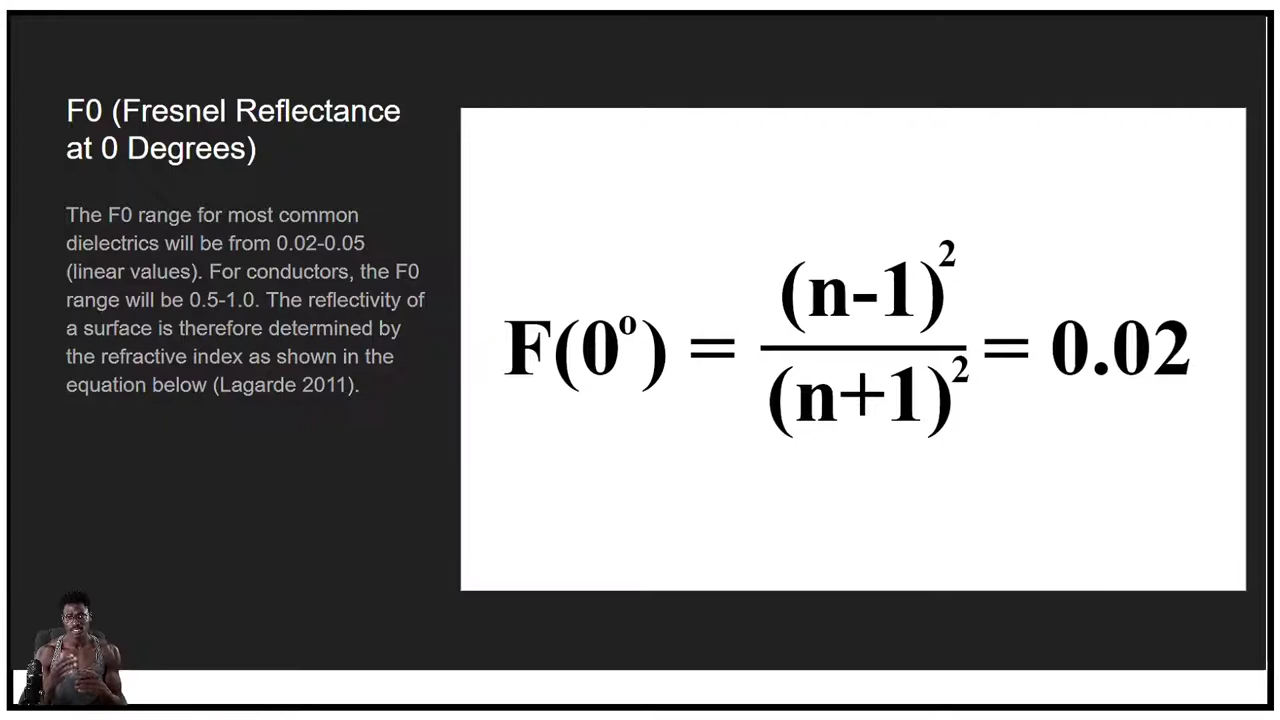 F0 (Fresnel Reflectance
at 0 Degrees)
The F0 range for most common
dielectrics will be from 0.02-0.05
(linear values). For conductors, the F0
range will be 0.5-1.0. The reflectivity of
a surface is therefore determined by
the refractive index as shown in the
equation below (Lagarde 2011).
F(0°) = (n-1)² / (n+1)² = 0.02